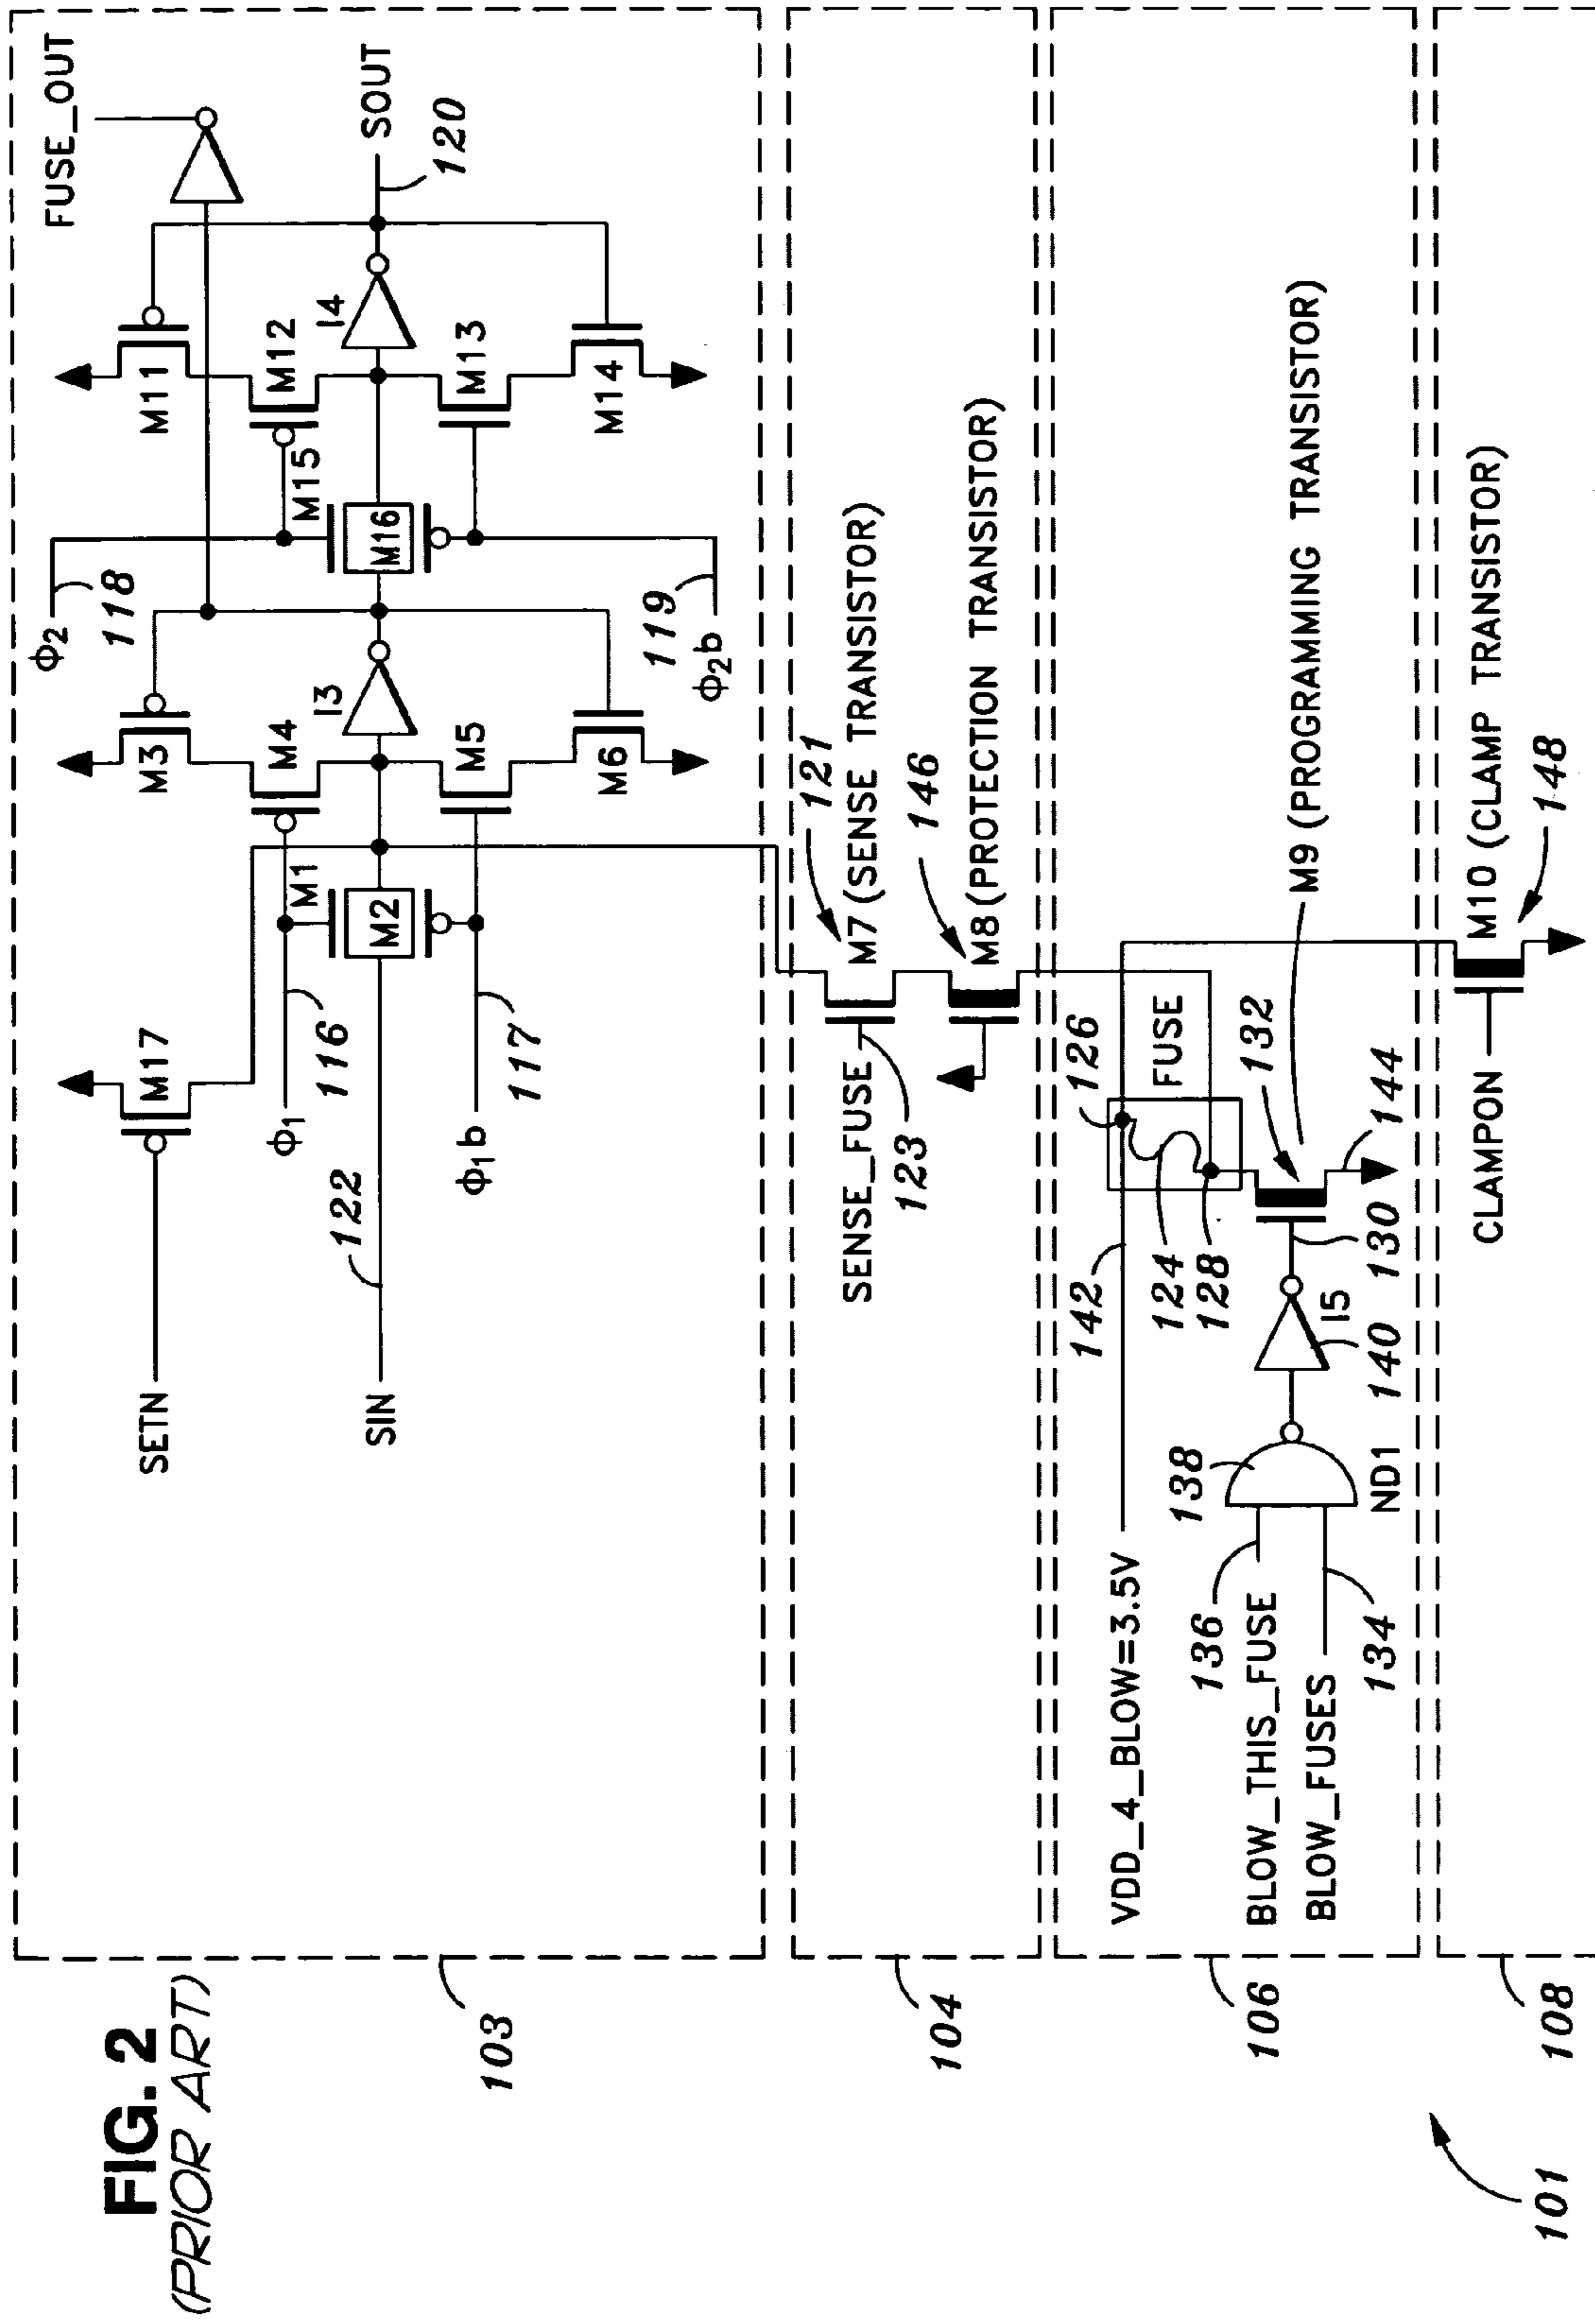 FIG. 2
(PRIOR ART)
FUSE_OUT
SOUT
120
M11
M12
I4
M13
M14
M15
M16
Φ2
118
119
Φ2b
M3
M4
I3
M5
M6
M1
M2
M17
Φ1
116
117
Φ1b
122
SETN
SIN
103
121
M7 (SENSE TRANSISTOR)
146
M8 (PROTECTION TRANSISTOR)
SENSE_FUSE
123
104
126
FUSE
132
M9 (PROGRAMMING TRANSISTOR)
144
142
124
128
130
I5
140
138
ND1
VDD_4_BLOW=3.5V
136
BLOW_THIS_FUSE
BLOW_FUSES
134
106
M10 (CLAMP TRANSISTOR)
148
CLAMPON
108
101